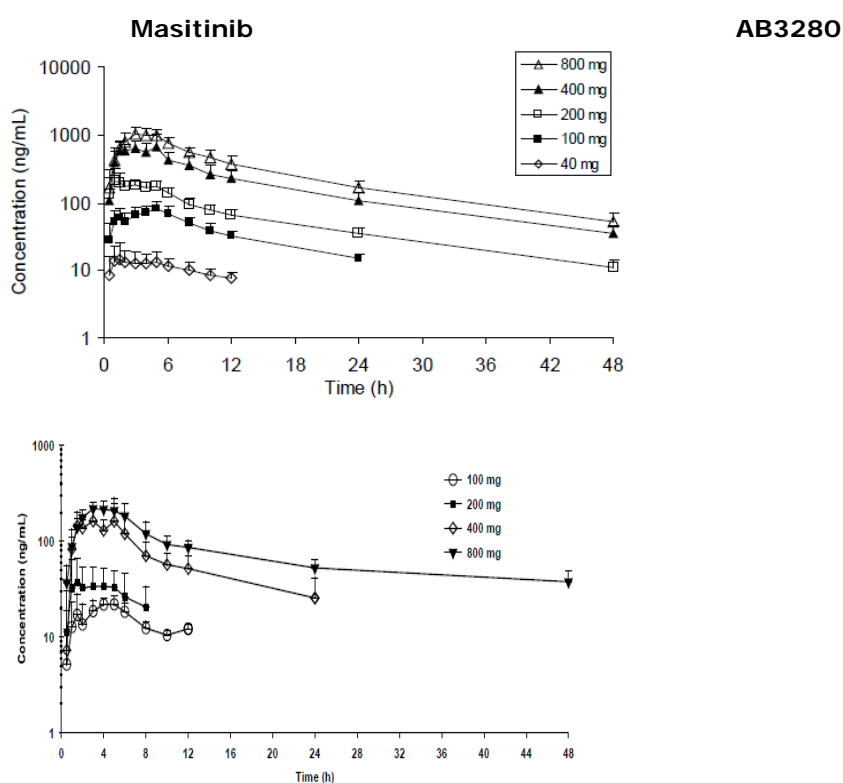 Masitinib AB3280
10000
1000
100
10
1
Concentration (ng/mL)
800 mg
400 mg
200 mg
100 mg
40 mg
0 6 12 18 24 30 36 42 48
Time (h)
1000
100
10
1
Concentration (ng/mL)
100 mg
200 mg
400 mg
800 mg
0 4 8 12 16 20 24 28 32 36 40 44 48
Time (h)